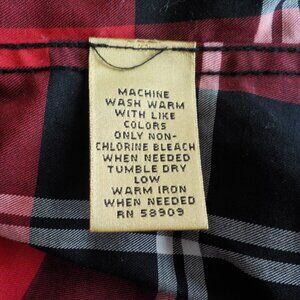 MACHINE
WASH WARM
WITH LIKE
COLORS
ONLY NON-
CHLORINE BLEACH
WHEN NEEDED
TUMBLE DRY
LOW
WARM IRON
WHEN NEEDED
RN 58909